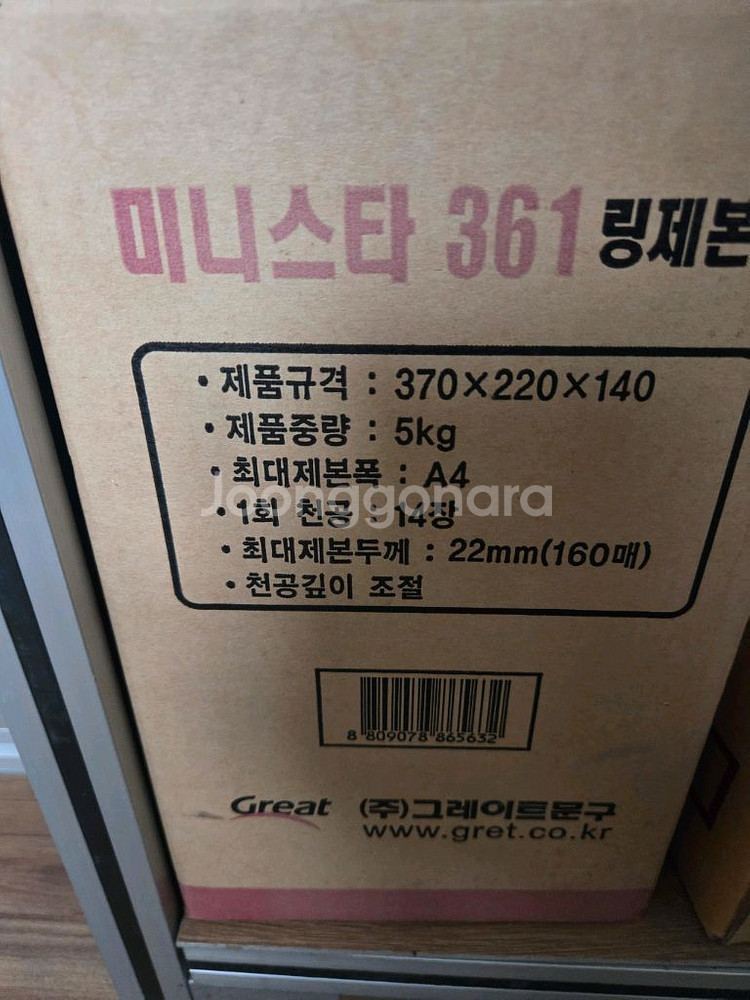 미니스타 361 링제본
• 제품규격 : 370×220×140
• 제품중량 : 5kg
• 최대제본폭 : A4
Joonggonara
• 1회 천공 : 14장
• 최대제본두께 : 22mm(160매)
• 천공깊이 조절
8 809078 865632
Great (주)그레이트문구
www.gret.co.kr